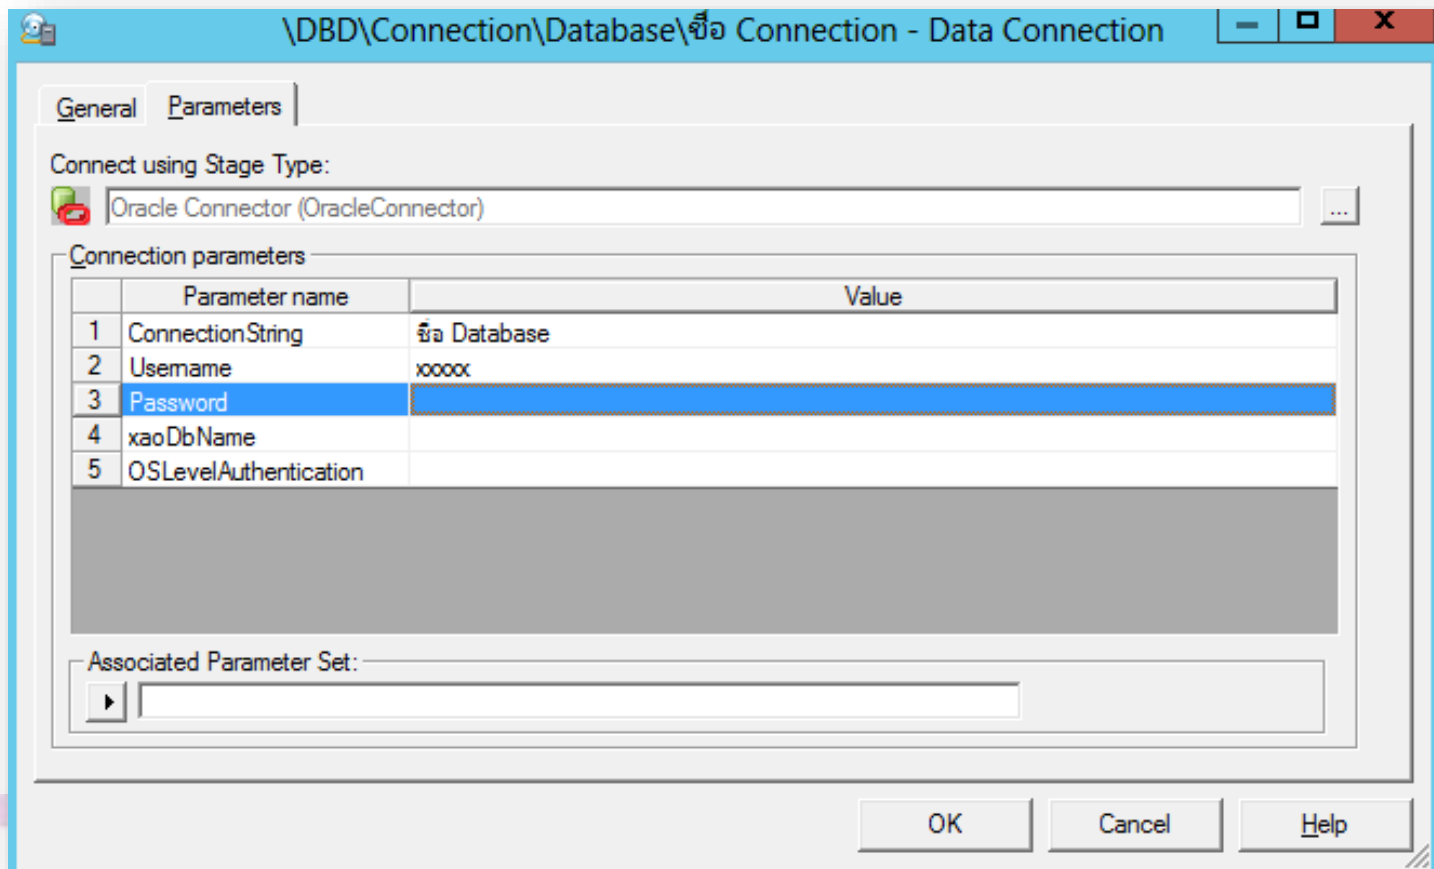 \DBD\Connection\Database\ชื่อ Connection - Data Connection
General Parameters
Connect using Stage Type:
Oracle Connector (OracleConnector) ...
Connection parameters
Parameter name Value
1 ConnectionString ชื่อ Database
2 Username xxxxx
3 Password
4 xaoDbName
5 OSLevelAuthentication
Associated Parameter Set:
OK Cancel Help